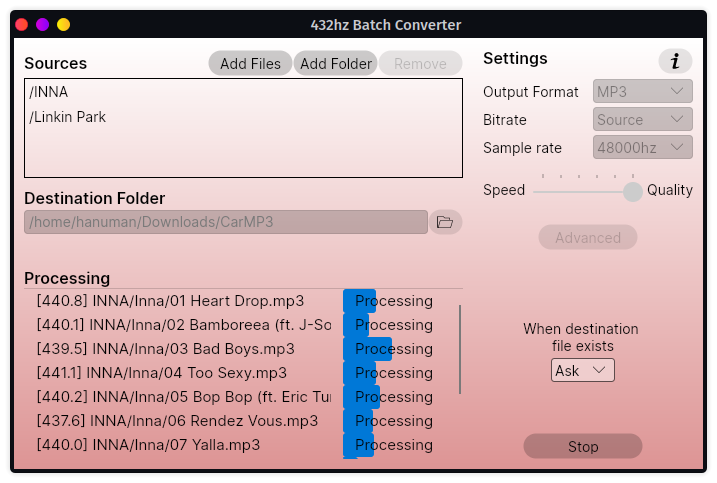 432hz Batch Converter
Sources
Add Files
Add Folder
Remove
/INNA
/Linkin Park
Destination Folder
/home/hanuman/Downloads/CarMP3
Processing
[440.8] INNA/Inna/01 Heart Drop.mp3 Processing
[440.1] INNA/Inna/02 Bamboreea (ft. J-So Processing
[439.5] INNA/Inna/03 Bad Boys.mp3 Processing
[441.1] INNA/Inna/04 Too Sexy.mp3 Processing
[440.2] INNA/Inna/05 Bop Bop (ft. Eric Tur Processing
[437.6] INNA/Inna/06 Rendez Vous.mp3 Processing
[440.0] INNA/Inna/07 Yalla.mp3 Processing
Settings
i
Output Format MP3
Bitrate Source
Sample rate 48000hz
Speed Quality
Advanced
When destination
file exists
Ask
Stop